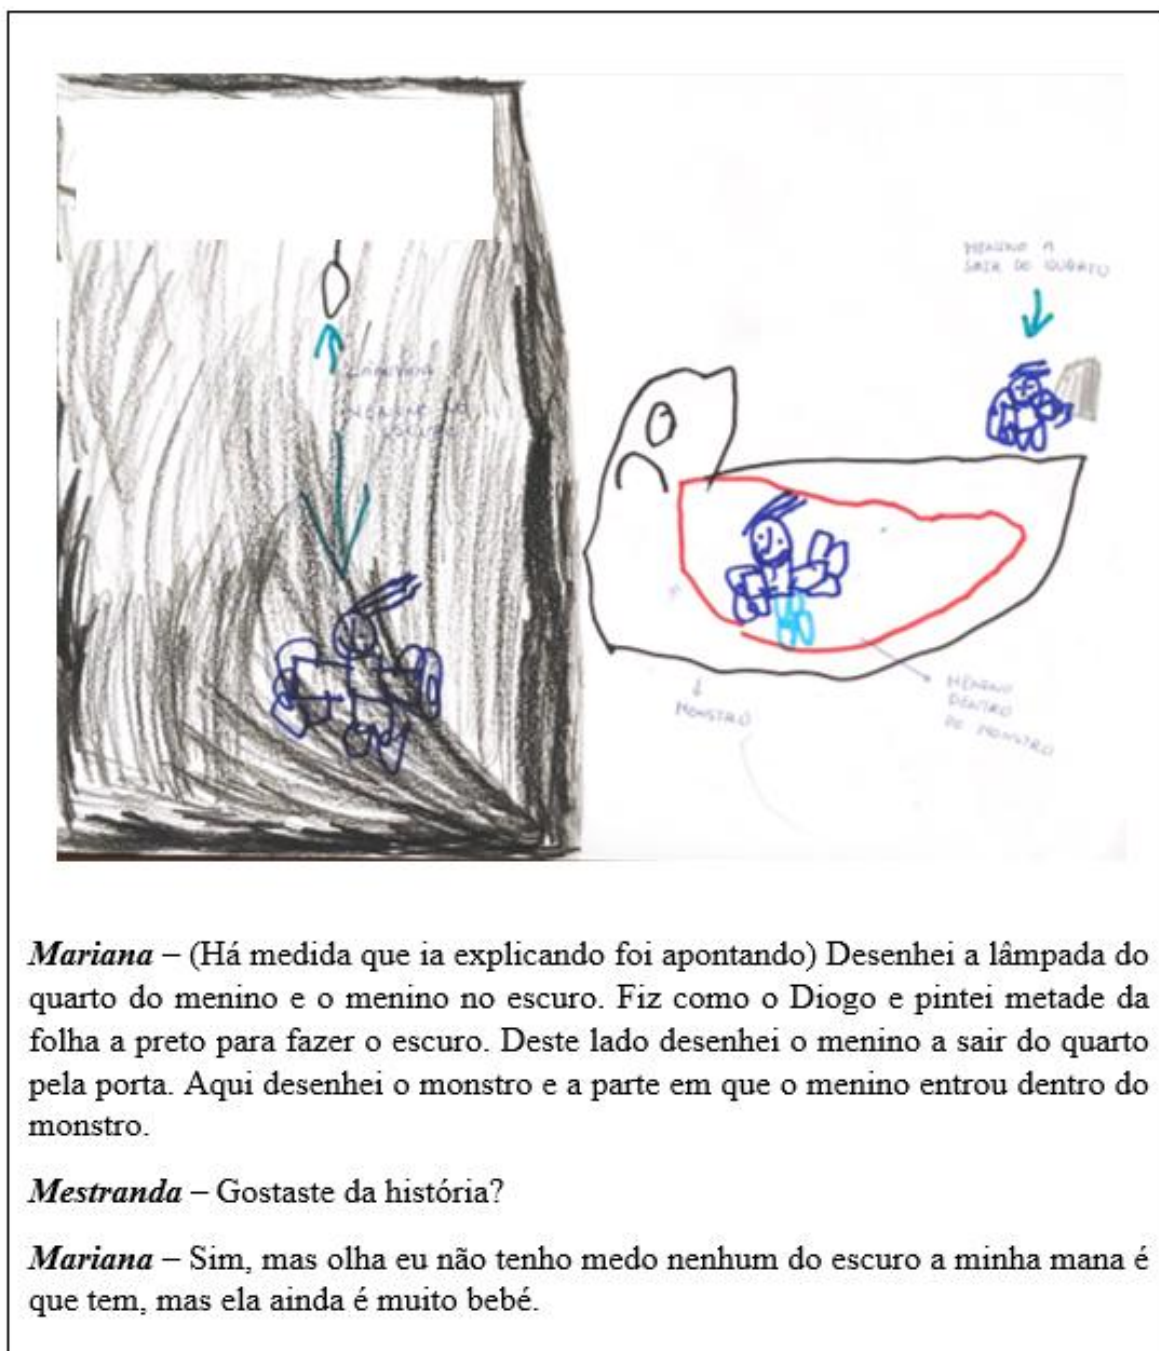 MENINO A
SAIR DO QUARTO
LÂMPADA
MENINO NO
ESCURO
MONSTRO
MENINO
DENTRO
DO MONSTRO
Mariana – (Há medida que ia explicando foi apontando) Desenhei a lâmpada do
quarto do menino e o menino no escuro. Fiz como o Diogo e pintei metade da
folha a preto para fazer o escuro. Deste lado desenhei o menino a sair do quarto
pela porta. Aqui desenhei o monstro e a parte em que o menino entrou dentro do
monstro.
Mestranda – Gostaste da história?
Mariana – Sim, mas olha eu não tenho medo nenhum do escuro a minha mana é
que tem, mas ela ainda é muito bebé.